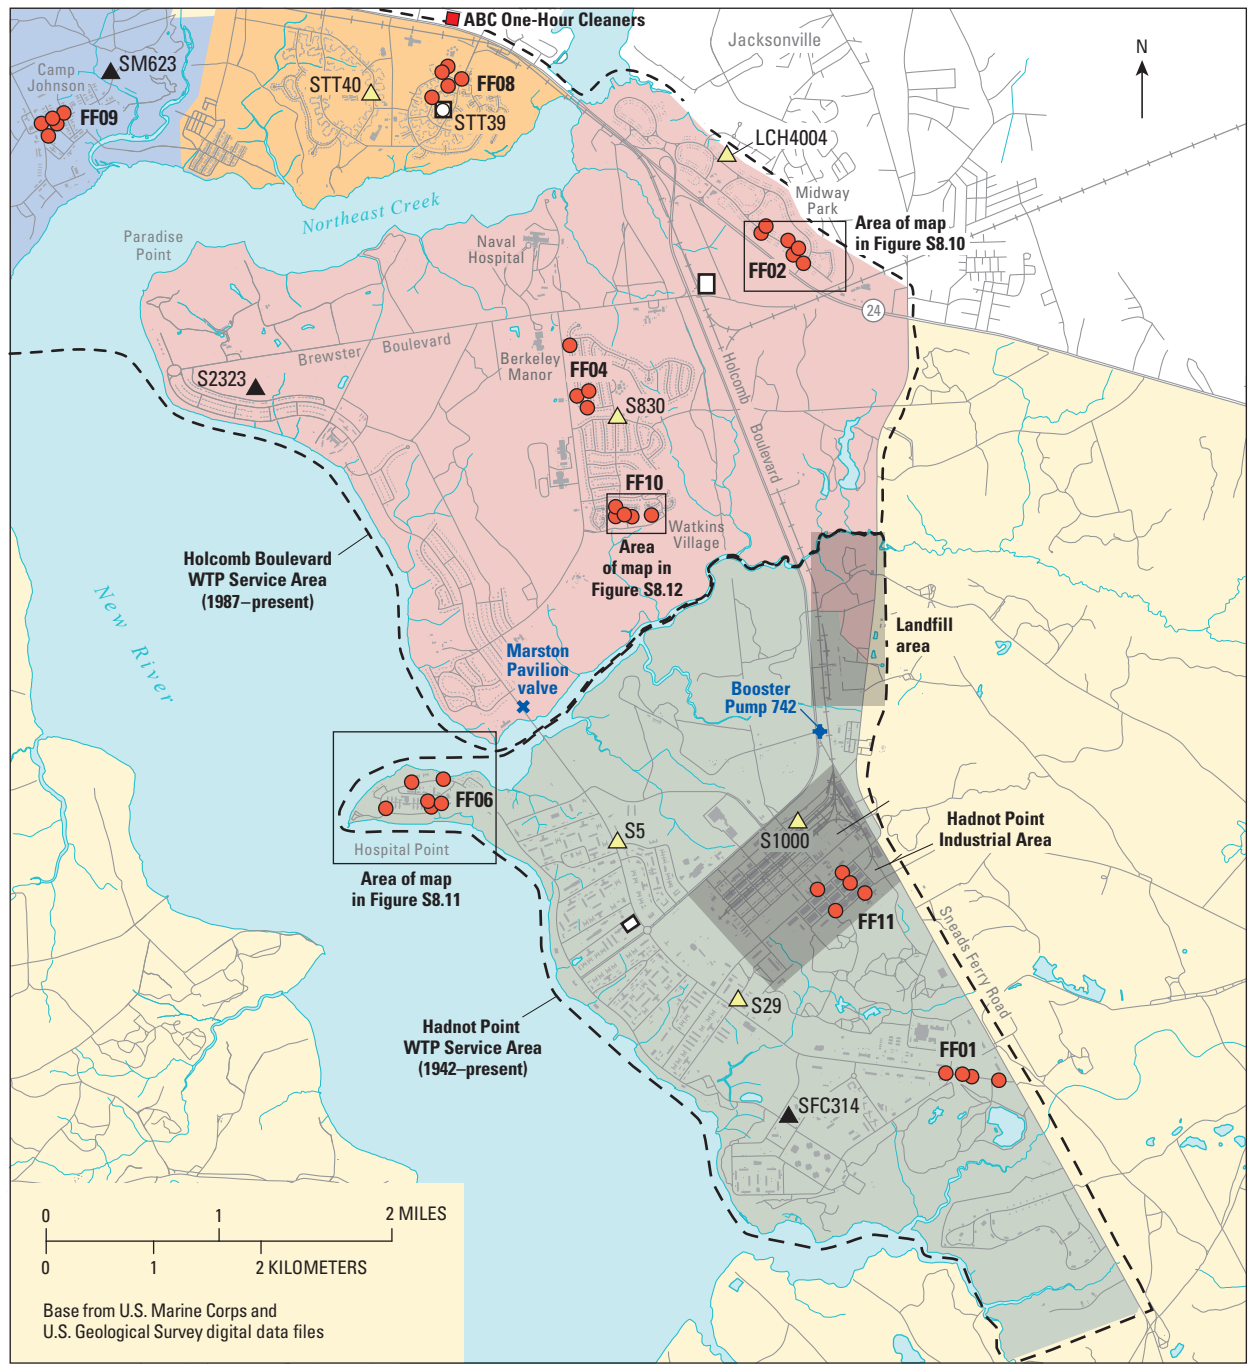 ABC One-Hour Cleaners
Jacksonville
N
Camp
Johnson
SM623
STT40
FF08
FF09
STT39
LCH4004
Midway
Park
Area of map
in Figure S8.10
Northeast Creek
Paradise
Point
Naval
Hospital
FF02
24
Brewster Boulevard
Berkeley
Manor
FF04
Holcomb Boulevard
S2323
S830
FF10
Watkins
Village
Area
of map in
Figure S8.12
Holcomb Boulevard
WTP Service Area
(1987–present)
New River
Landfill
area
Marston
Pavilion
valve
Booster
Pump 742
FF06
Hospital Point
Area of map
in Figure S8.11
S5
S1000
Hadnot Point
Industrial Area
FF11
Sneads Ferry Road
S29
Hadnot Point
WTP Service Area
(1942–present)
FF01
SFC314
0 1 2 MILES
0 1 2 KILOMETERS
Base from U.S. Marine Corps and
U.S. Geological Survey digital data files